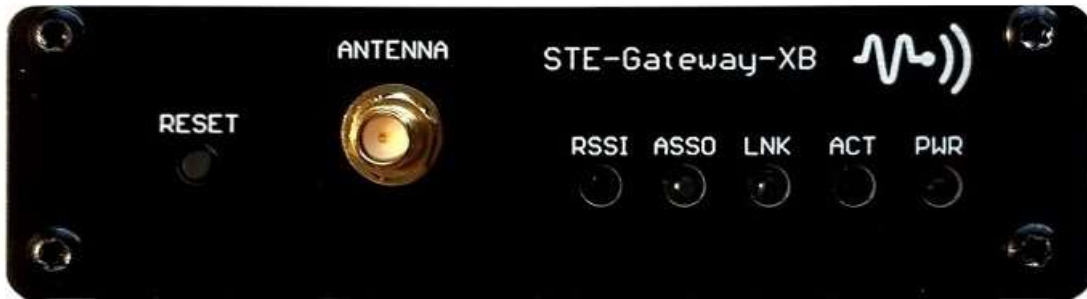 ANTENNA
STE-Gateway-XB
RESET
RSSI ASSO LNK ACT PWR